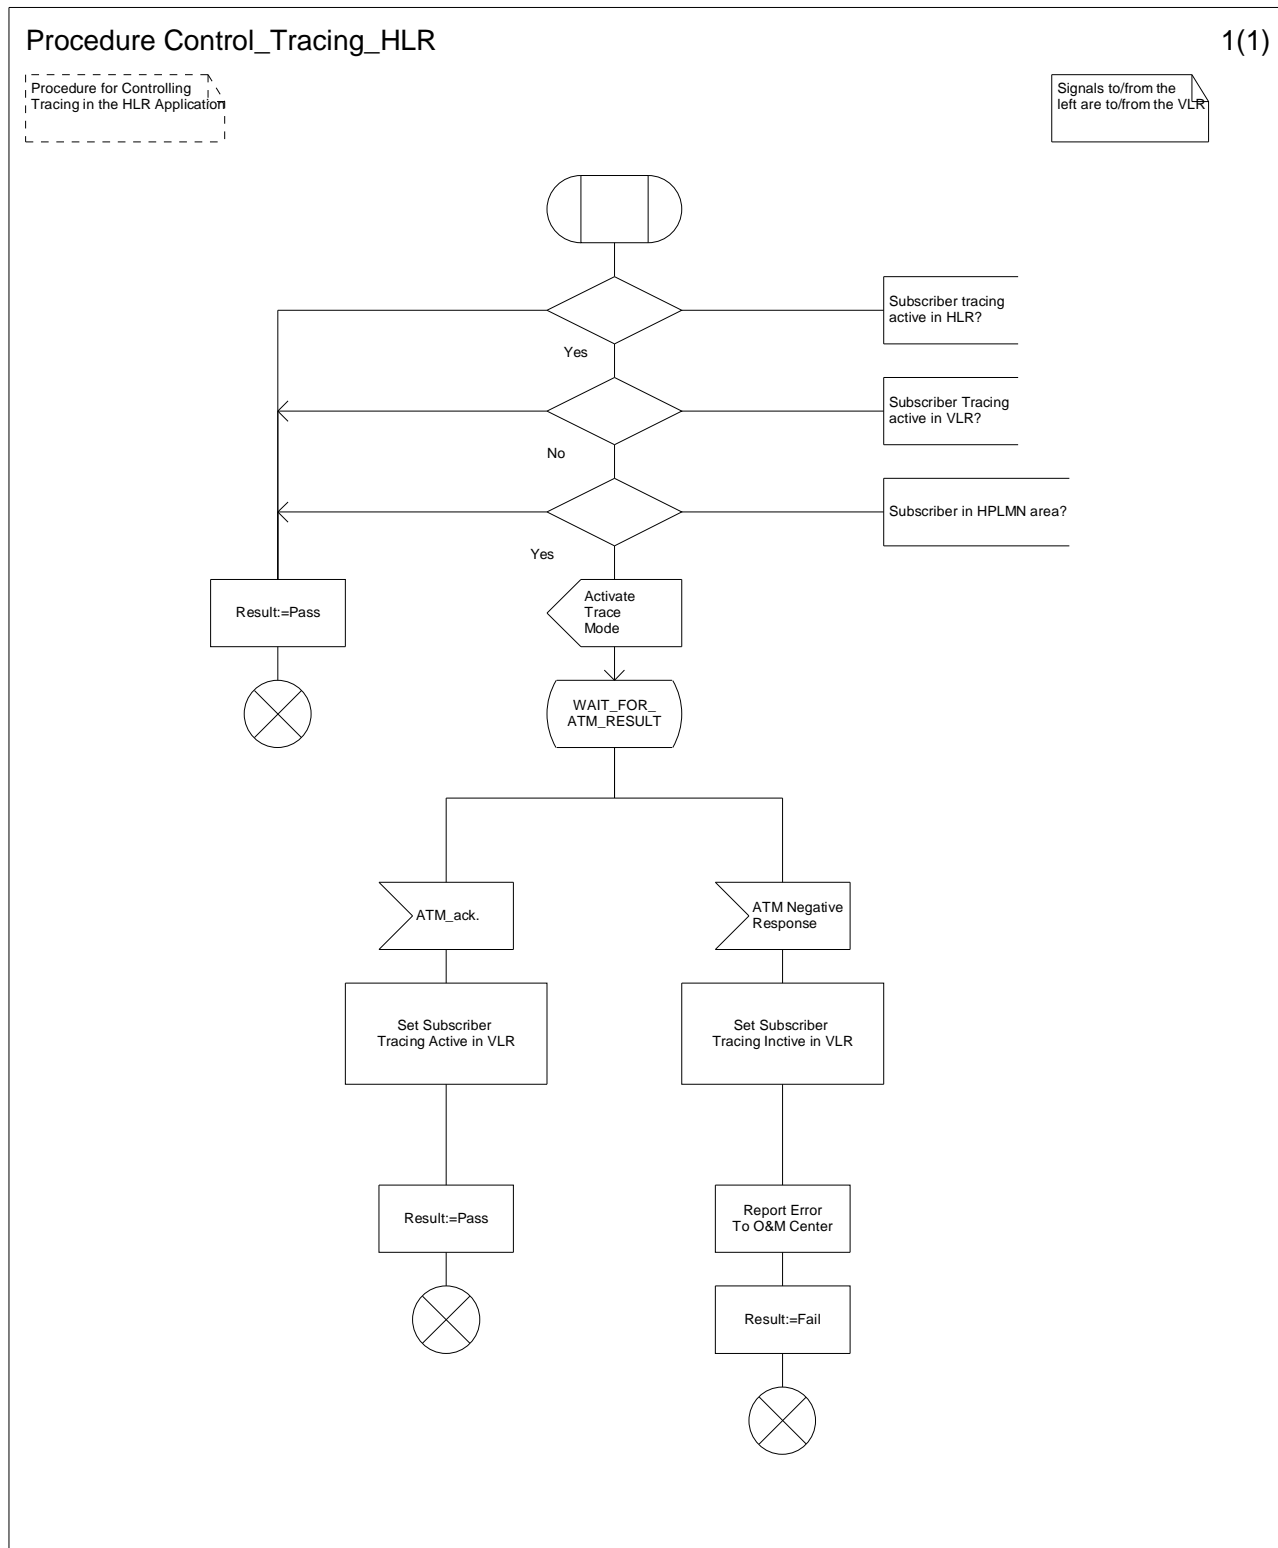 Procedure Control_Tracing_HLR
1(1)
Procedure for Controlling
Tracing in the HLR Application
Signals to/from the
left are to/from the VLR
Subscriber tracing
active in HLR?
Yes
Subscriber Tracing
active in VLR?
No
Subscriber in HPLMN area?
Yes
Result:=Pass
Activate
Trace
Mode
WAIT_FOR_
ATM_RESULT
ATM_ack.
ATM Negative
Response
Set Subscriber
Tracing Active in VLR
Set Subscriber
Tracing Inctive in VLR
Result:=Pass
Report Error
To O&M Center
Result:=Fail